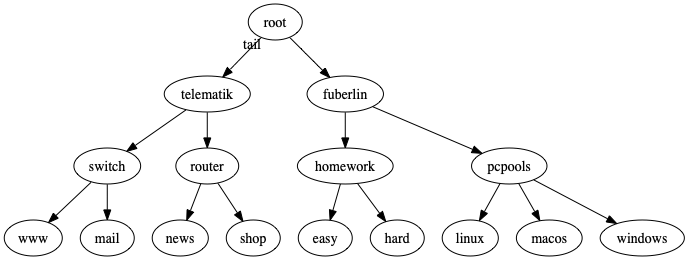 root
tail
telematik fuberlin
switch router homework pcpools
www mail news shop easy hard linux macos windows